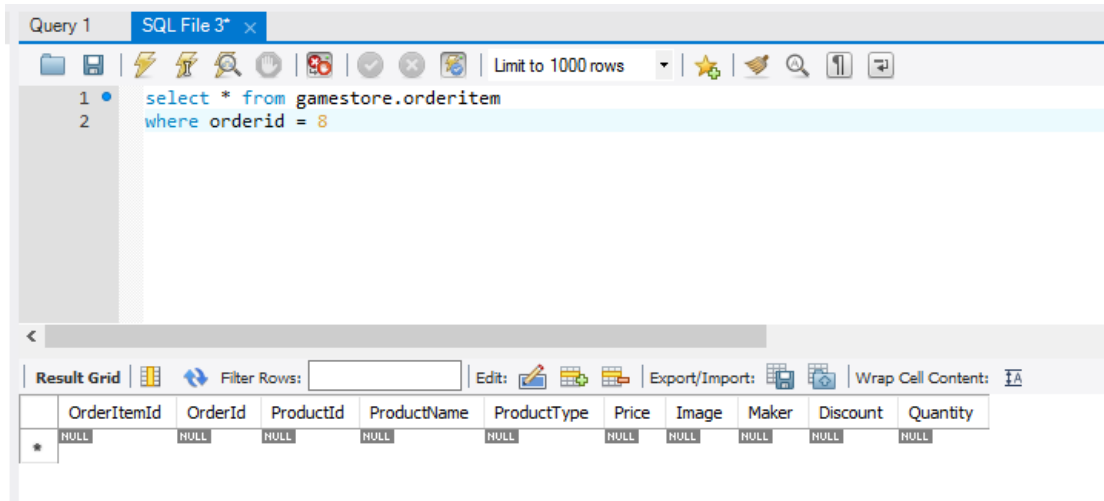 Query 1 SQL File 3* ×
Limit to 1000 rows
1 select * from gamestore.orderitem
2 where orderid = 8
Result Grid Filter Rows: Edit: Export/Import: Wrap Cell Content: IA
OrderItemId OrderId ProductId ProductName ProductType Price Image Maker Discount Quantity
* NULL NULL NULL NULL NULL NULL NULL NULL NULL NULL